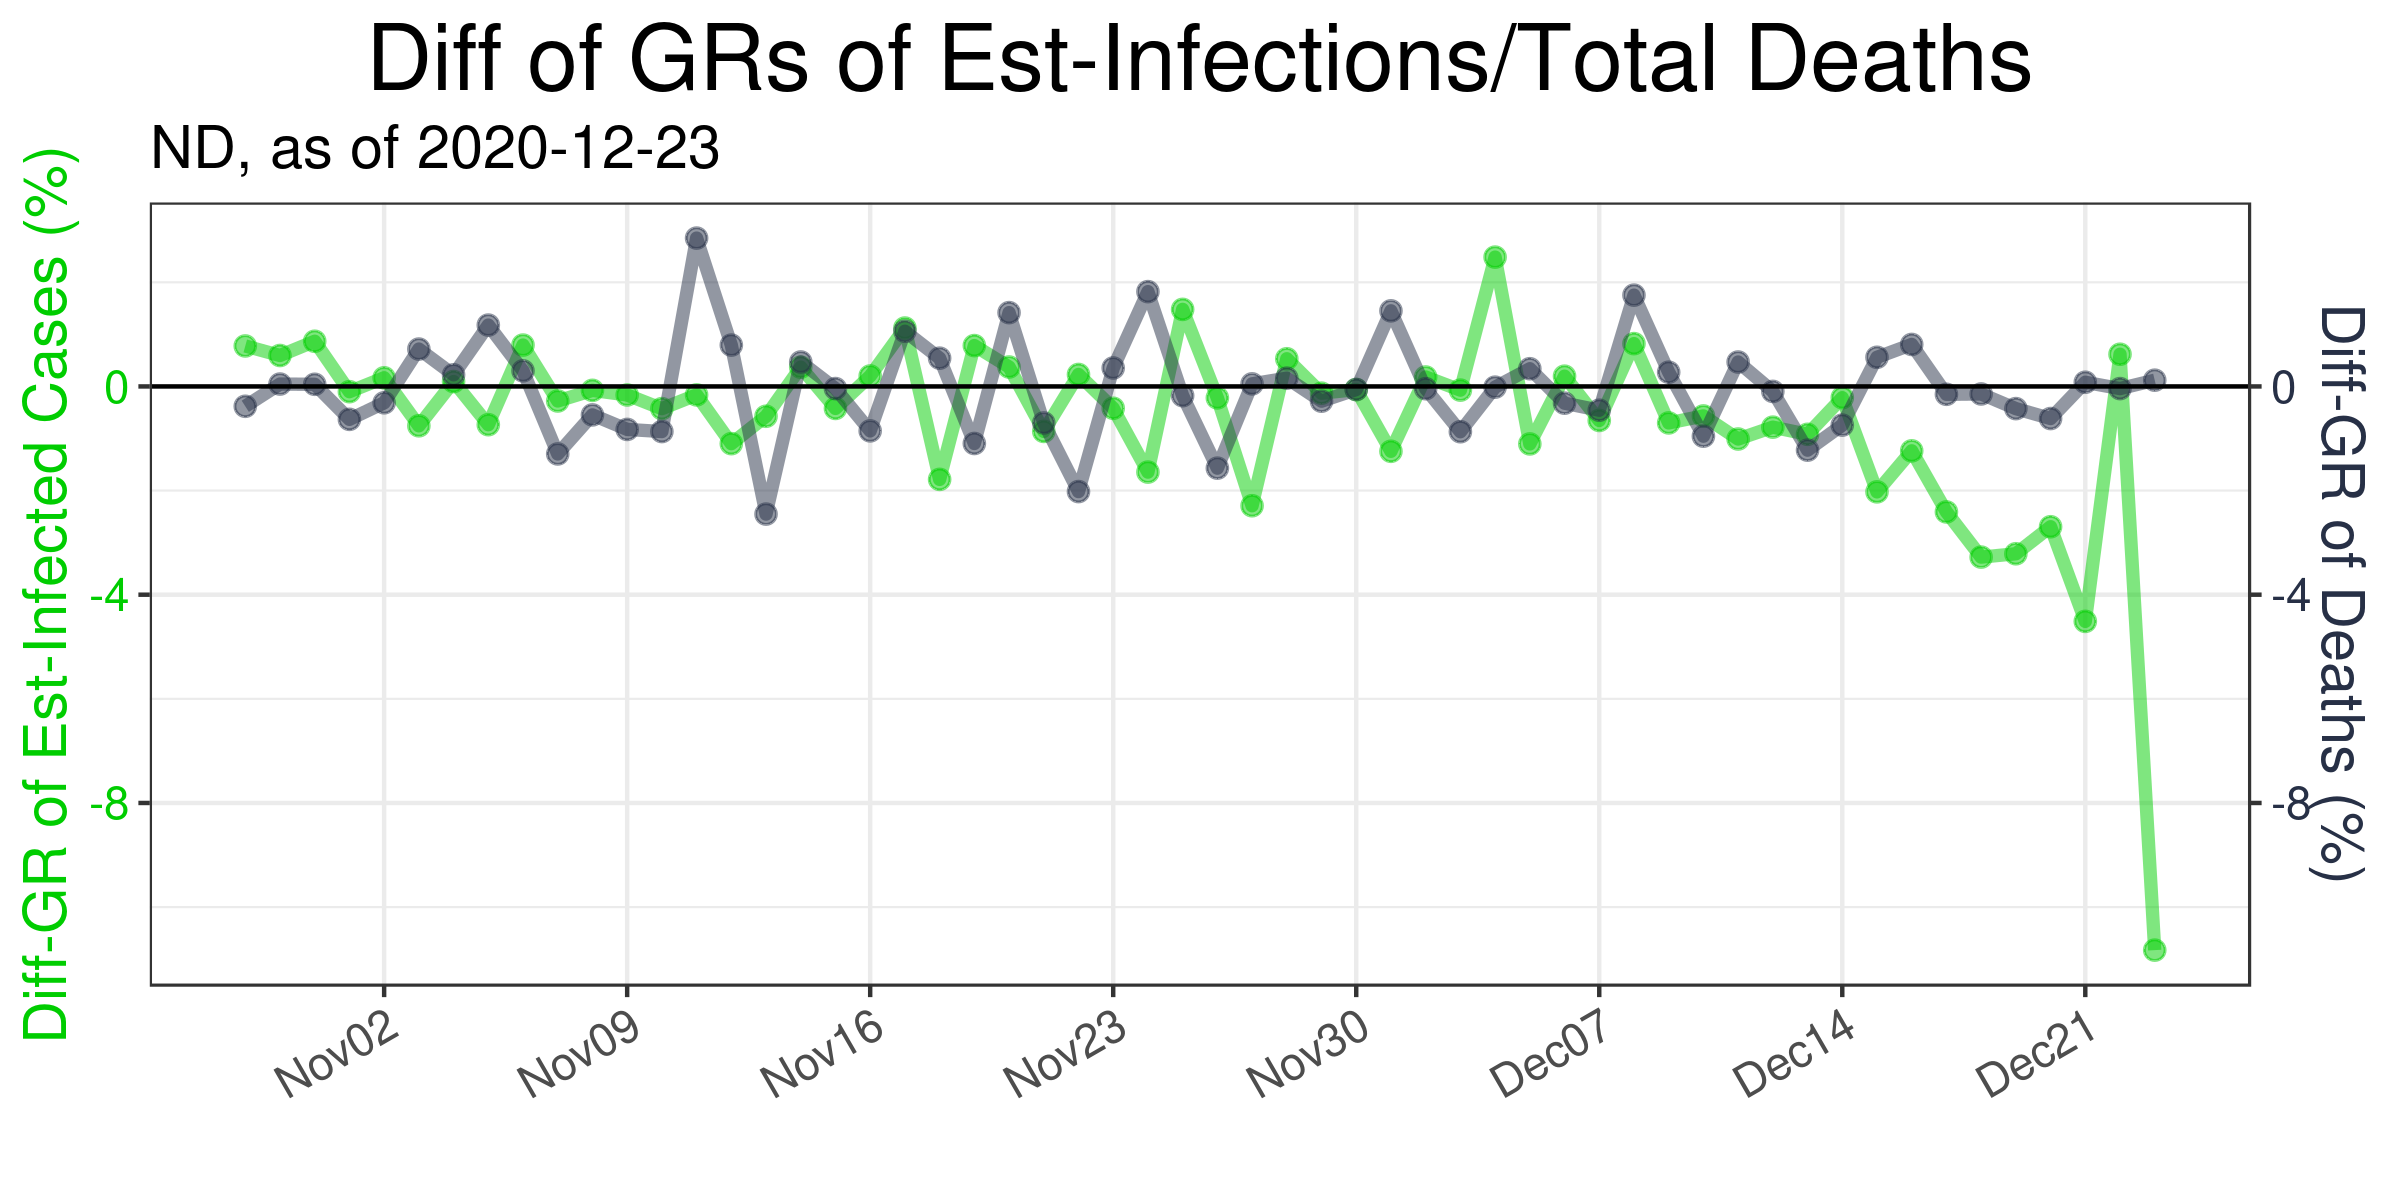 Diff of GRs of Est-Infections/Total Deaths
ND, as of 2020-12-23
Diff-GR of Est-Infected Cases (%)
0
-4
-8
0
-4
-8
Diff-GR of Deaths (%)
Nov02
Nov09
Nov16
Nov23
Nov30
Dec07
Dec14
Dec21